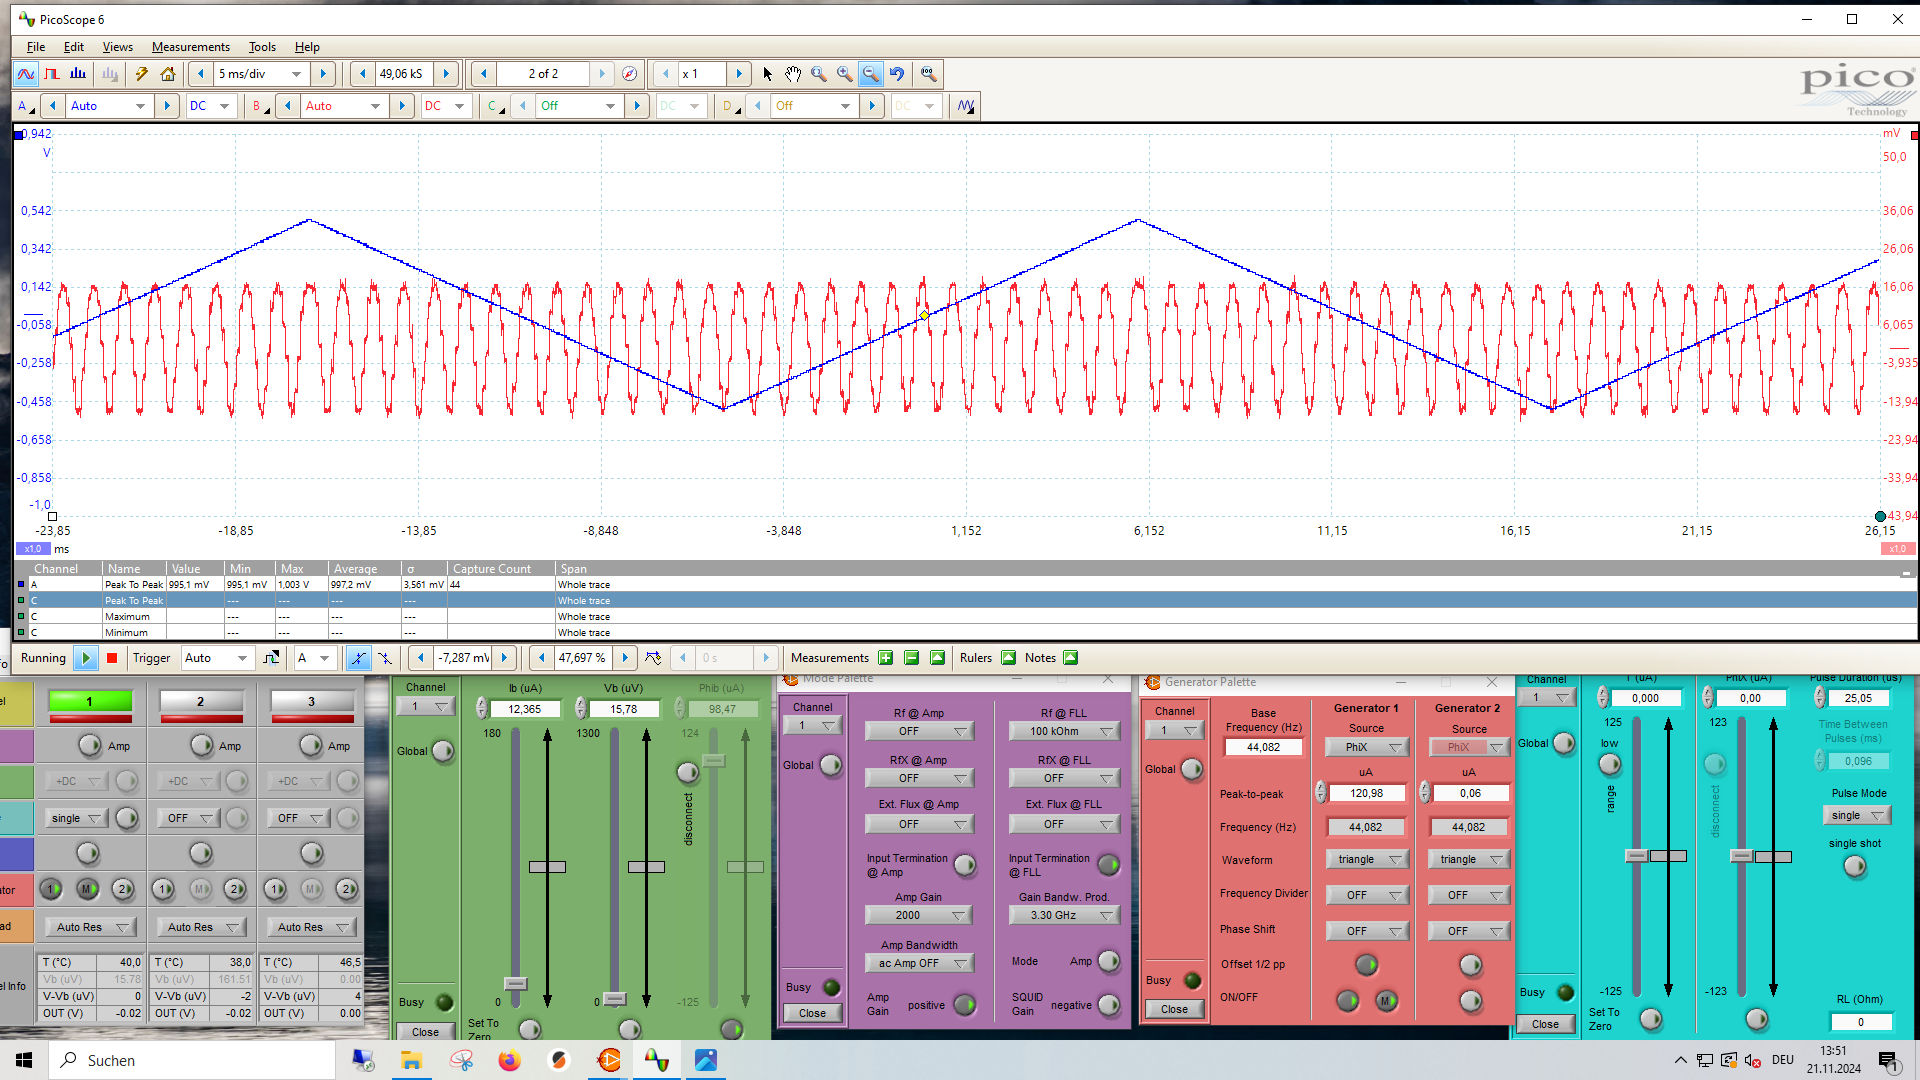 PicoScope 6
File Edit Views Measurements Tools Help
5 ms/div 49,06 kS 2 of 2 x 1
pico
Technology
A Auto DC B Auto DC C Off DC D Off DC
0,942 mV
V 50,0
0,542 36,06
0,342 26,06
0,142 16,06
-0,058 6,065
-0,258 -3,935
-0,458 -13,94
-0,658 -23,94
-0,858 -33,94
-1,0 -43,94
-23,85 -18,85 -13,85 -8,848 -3,848 1,152 6,152 11,15 16,15 21,15 26,15
x1,0 ms x1,0
Channel Name Value Min Max Average σ Capture Count Span
A Peak To Peak 995,1 mV 995,1 mV 1,003 V 997,2 mV 3,561 mV 44 Whole trace
C Peak To Peak --- --- --- --- Whole trace
C Maximum --- --- --- --- Whole trace
C Minimum --- --- --- --- Whole trace
Running Trigger Auto A -7,287 mV 47,697 % 0 s Measurements Rulers Notes
1 2 3
Amp Amp Amp
+DC +DC +DC
single OFF OFF
1 M 2 1 M 2 1 M 2
Auto Res Auto Res Auto Res
T (°C) 40,0 T (°C) 38,0 T (°C) 46,5
Vb (uV) 15.78 Vb (uV) 161.51 Vb (uV) 0.00
V-Vb (uV) 0 V-Vb (uV) -2 V-Vb (uV) 4
OUT (V) -0.02 OUT (V) -0.02 OUT (V) 0.00
el Info
Channel
1
Global
Busy
Close
Ib (uA) Vb (uV) Phib (uA)
12,365 15,78 98,47
180 1300 124
disconnect
0 0 -125
Set To
Zero
Mode Palette
Channel
1
Global
Busy
Close
Rf @ Amp Rf @ FLL
OFF 100 kOhm
RfX @ Amp RfX @ FLL
OFF OFF
Ext. Flux @ Amp Ext. Flux @ FLL
OFF OFF
Input Termination
@ Amp
Input Termination
@ FLL
Amp Gain Gain Bandw. Prod.
2000 3.30 GHz
Amp Bandwidth
ac Amp OFF Mode Amp
Amp
Gain positive
SQUID
Gain negative
Generator Palette
Channel
1
Global
Busy
Close
Base
Frequency (Hz)
44,082
Generator 1 Generator 2
Source Source
PhiX PhiX
uA uA
Peak-to-peak 120,98 0,06
Frequency (Hz) 44,082 44,082
Waveform triangle triangle
Frequency Divider OFF OFF
Phase Shift OFF OFF
Offset 1/2 pp
ON/OFF M
Channel
1
Global
Busy
Close
T (uA) PhiX (uA) Pulse Duration (us)
0,000 0,00 25,05
125 123
Time Between
Pulses (ms)
0,096
low
range
disconnect
Pulse Mode
single
single shot
-125 -123
Set To
Zero
RL (Ohm)
0
Suchen
DEU
13:51
21.11.2024
1